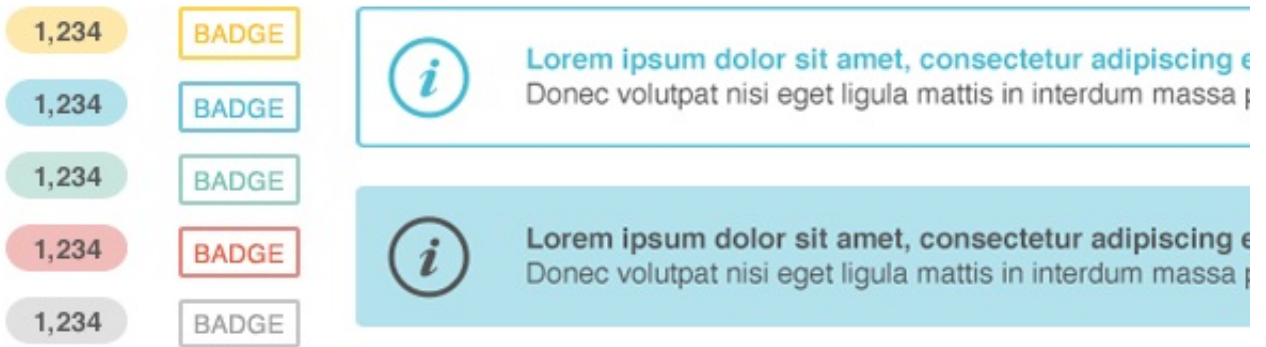 1,234
BADGE
1,234
BADGE
1,234
BADGE
1,234
BADGE
1,234
BADGE
i
Lorem ipsum dolor sit amet, consectetur adipiscing
Donec volutpat nisi eget ligula mattis in interdum massa
i
Lorem ipsum dolor sit amet, consectetur adipiscing
Donec volutpat nisi eget ligula mattis in interdum massa